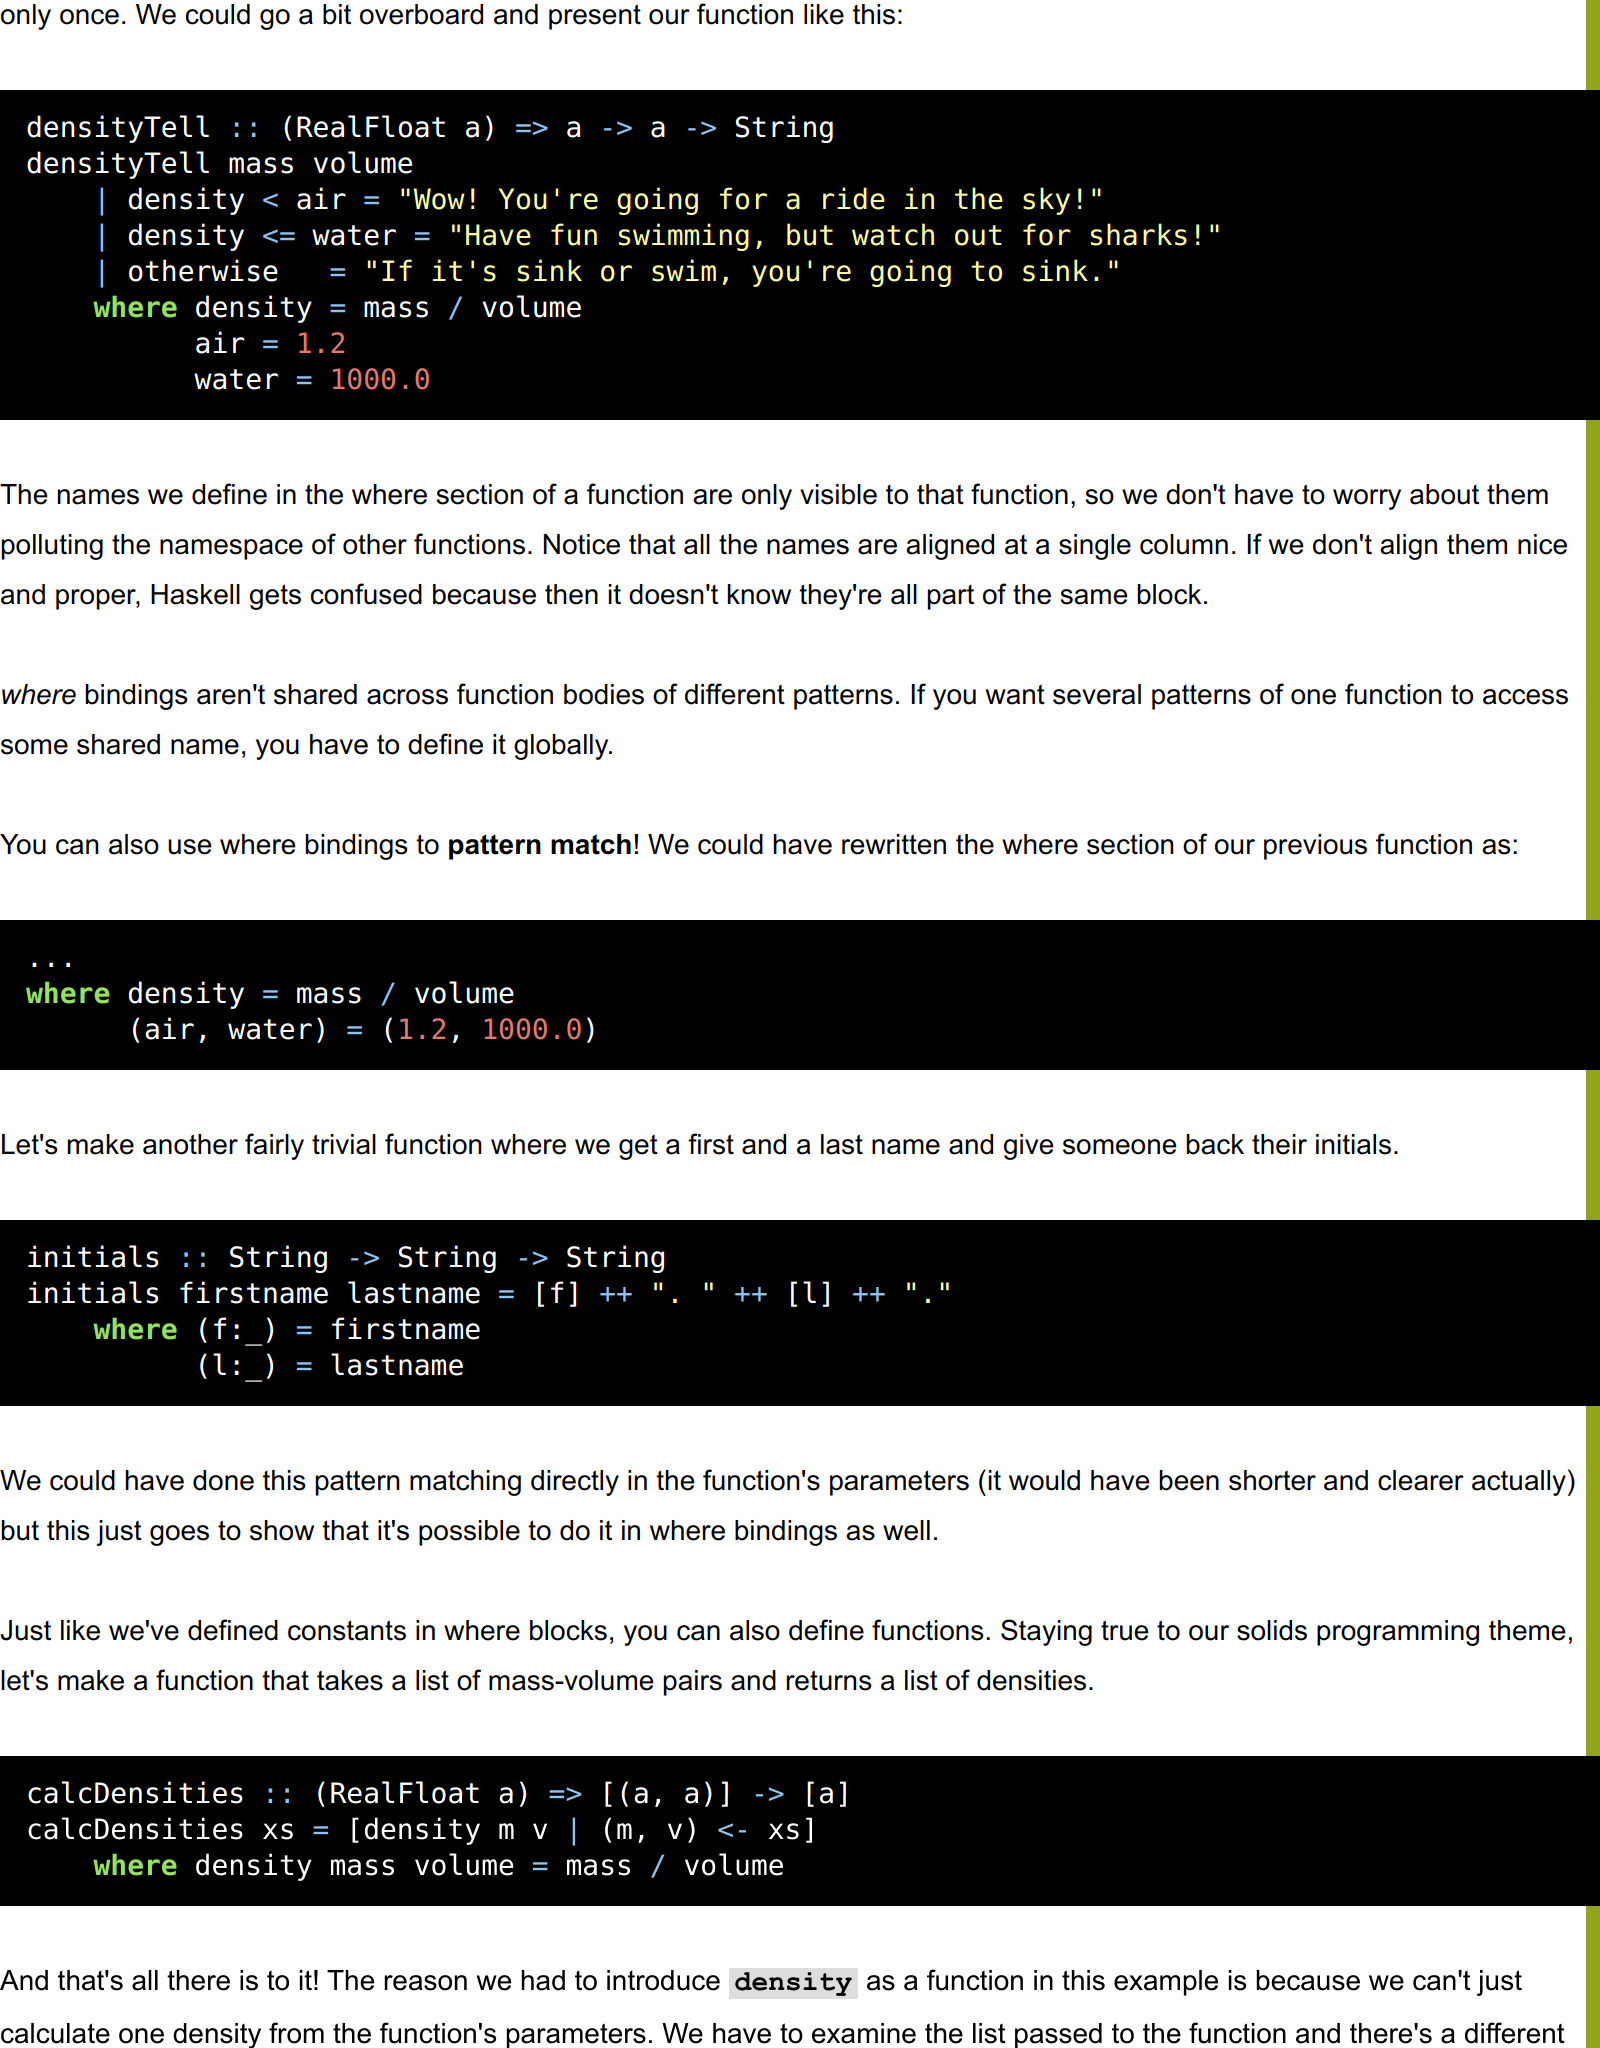 only once. We could go a bit overboard and present our function like this:
densityTell :: (RealFloat a) => a -> a -> String
densityTell mass volume
    | density < air = "Wow! You're going for a ride in the sky!"
    | density <= water = "Have fun swimming, but watch out for sharks!"
    | otherwise   = "If it's sink or swim, you're going to sink."
    where density = mass / volume
          air = 1.2
          water = 1000.0
The names we define in the where section of a function are only visible to that function, so we don't have to worry about them
polluting the namespace of other functions. Notice that all the names are aligned at a single column. If we don't align them nice
and proper, Haskell gets confused because then it doesn't know they're all part of the same block.
where bindings aren't shared across function bodies of different patterns. If you want several patterns of one function to access
some shared name, you have to define it globally.
You can also use where bindings to pattern match! We could have rewritten the where section of our previous function as:
...
where density = mass / volume
      (air, water) = (1.2, 1000.0)
Let's make another fairly trivial function where we get a first and a last name and give someone back their initials.
initials :: String -> String -> String
initials firstname lastname = [f] ++ ". " ++ [l] ++ "."
    where (f:_) = firstname
          (l:_) = lastname
We could have done this pattern matching directly in the function's parameters (it would have been shorter and clearer actually)
but this just goes to show that it's possible to do it in where bindings as well.
Just like we've defined constants in where blocks, you can also define functions. Staying true to our solids programming theme,
let's make a function that takes a list of mass-volume pairs and returns a list of densities.
calcDensities :: (RealFloat a) => [(a, a)] -> [a]
calcDensities xs = [density m v | (m, v) <- xs]
    where density mass volume = mass / volume
And that's all there is to it! The reason we had to introduce density as a function in this example is because we can't just
calculate one density from the function's parameters. We have to examine the list passed to the function and there's a different